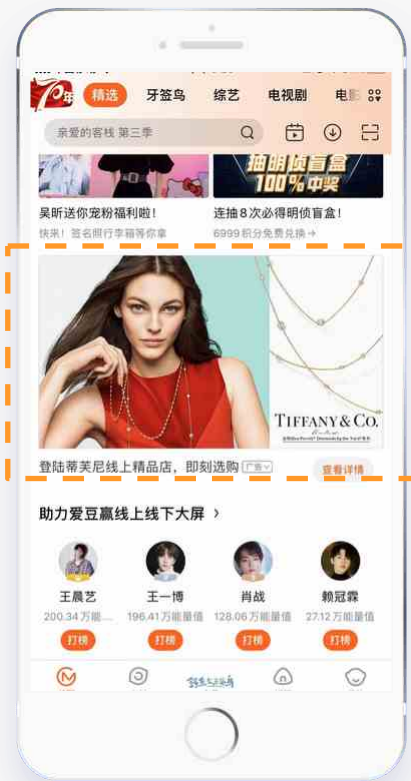 70年
精选
牙签鸟
综艺
电视剧
电影
亲爱的客栈 第三季
抽明侦盲盒
100%中奖
吴昕送你宠粉福利啦！
连抽8次必得明侦盲盒！
快来！签名照行李箱等你拿
6999积分免费兑换→
TIFFANY & CO.
登陆蒂芙尼线上精品店，即刻选购 广告
查看详情
助力爱豆赢线上线下大屏 >
王晨艺
王一博
肖战
赖冠霖
200.34万能...
196.41万能量值
128.06万能量值
27.12万能量值
打榜
打榜
打榜
打榜